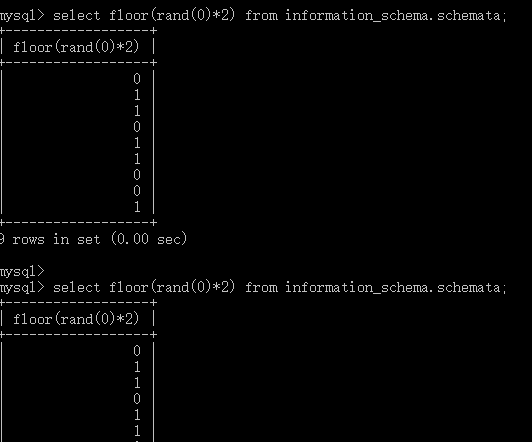 mysql> select floor(rand(0)*2) from information_schema.schemata;
+------------------+
| floor(rand(0)*2) |
+------------------+
| 0 |
| 1 |
| 1 |
| 0 |
| 1 |
| 1 |
| 0 |
| 0 |
| 1 |
+------------------+
9 rows in set (0.00 sec)
mysql>
mysql> select floor(rand(0)*2) from information_schema.schemata;
+------------------+
| floor(rand(0)*2) |
+------------------+
| 0 |
| 1 |
| 1 |
| 0 |
| 1 |
| 1 |